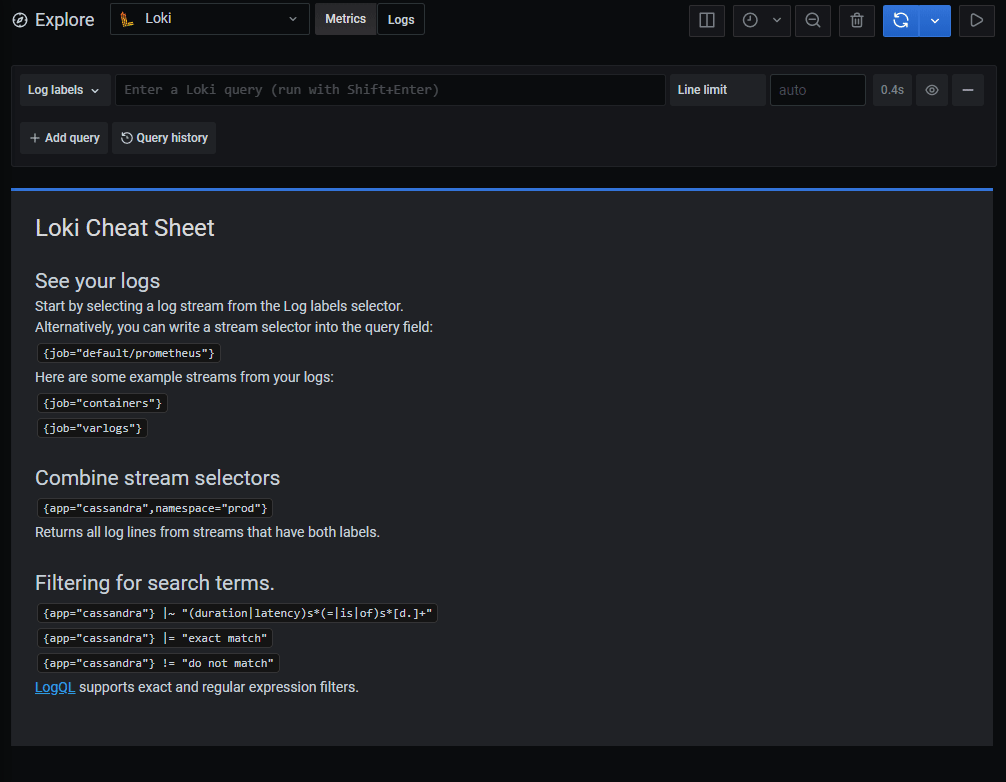 Explore
Loki
Metrics
Logs
Log labels
Enter a Loki query (run with Shift+Enter)
Line limit
auto
0.4s
+ Add query
Query history
Loki Cheat Sheet
See your logs
Start by selecting a log stream from the Log labels selector.
Alternatively, you can write a stream selector into the query field:
{job="default/prometheus"}
Here are some example streams from your logs:
{job="containers"}
{job="varlogs"}
Combine stream selectors
{app="cassandra",namespace="prod"}
Returns all log lines from streams that have both labels.
Filtering for search terms.
{app="cassandra"} |~ "(duration|latency)s*(=|is|of)s*[d.]+"
{app="cassandra"} |= "exact match"
{app="cassandra"} != "do not match"
LogQL supports exact and regular expression filters.